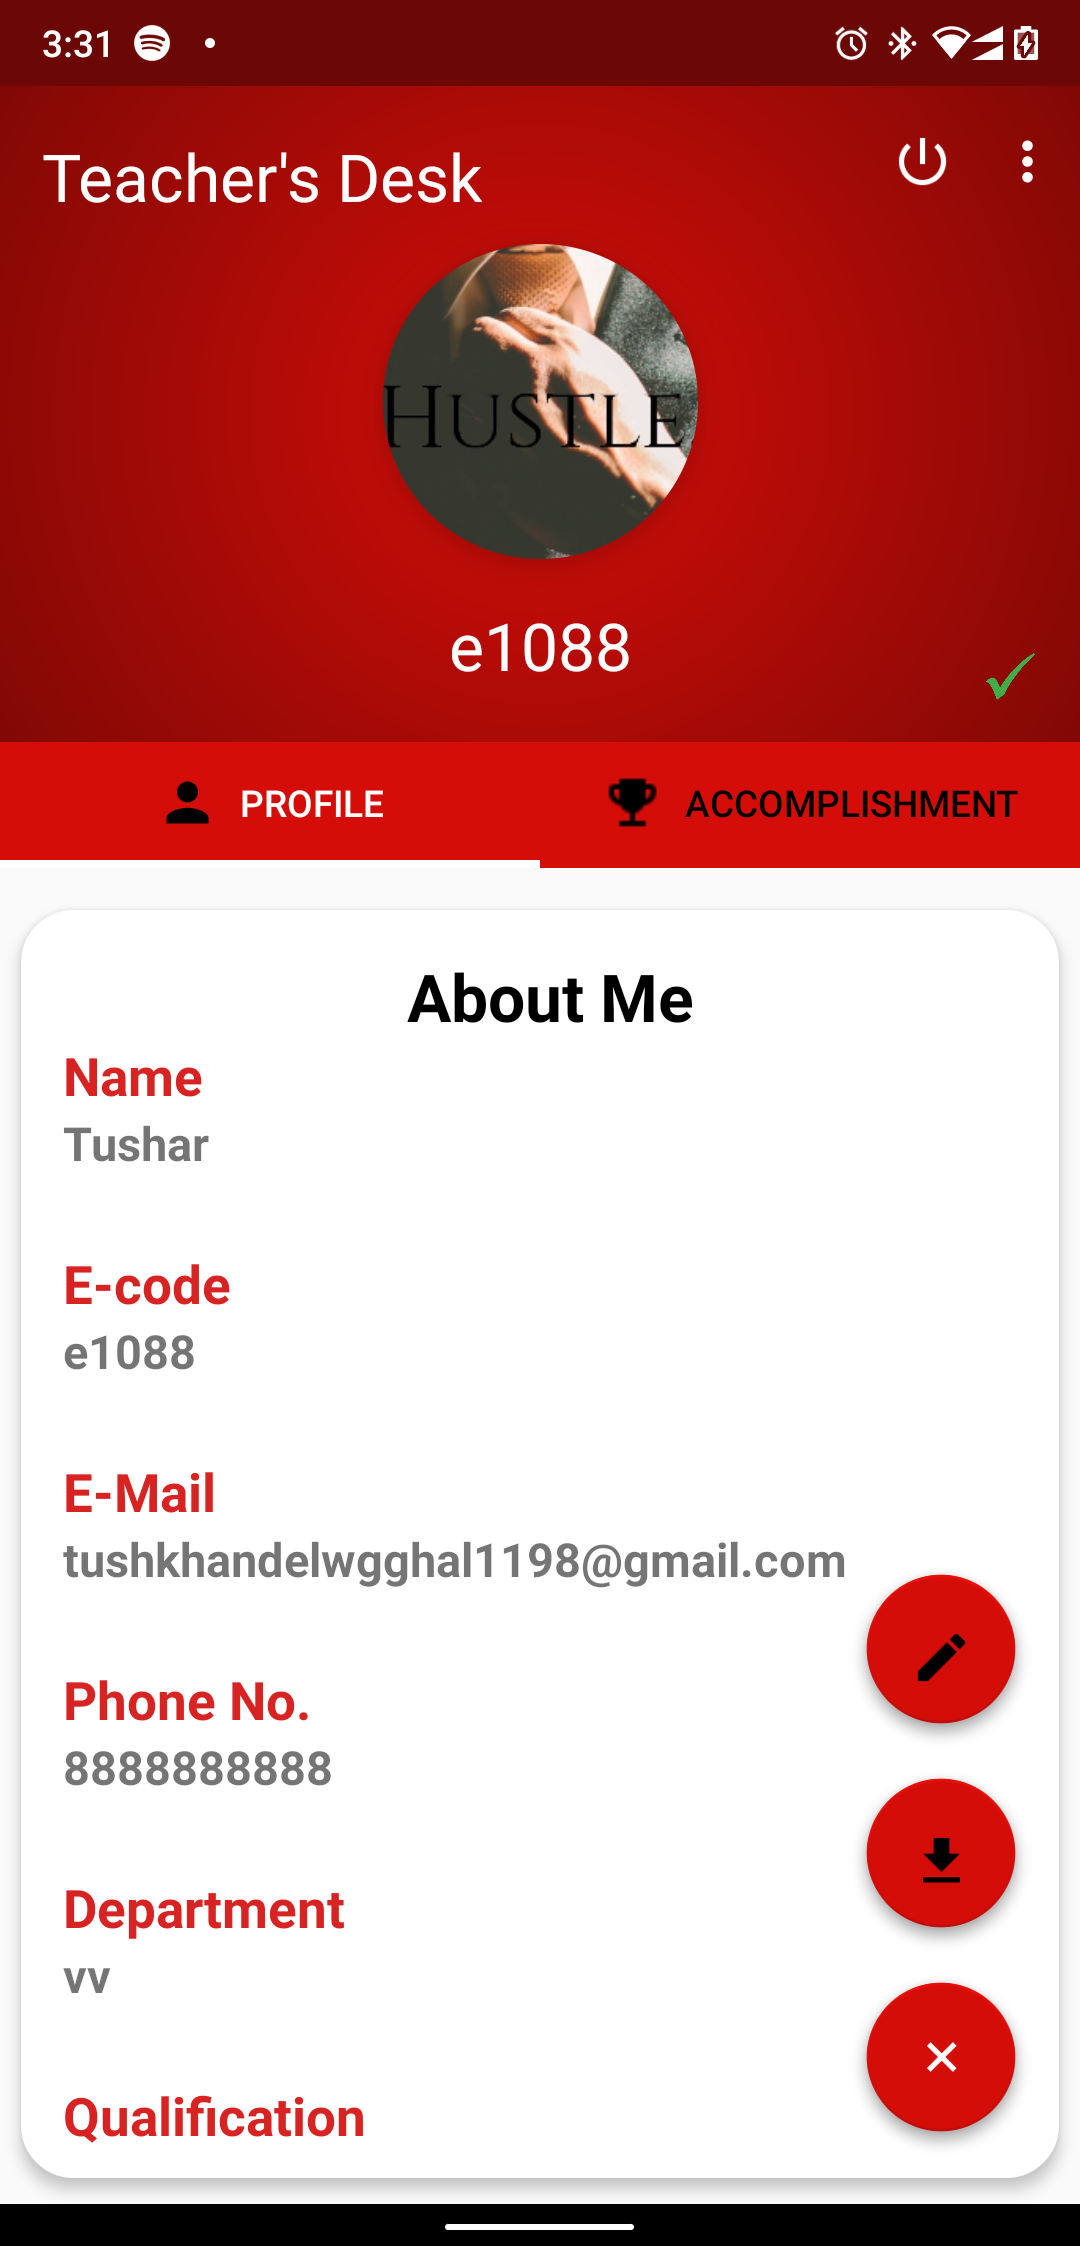 3:31
Teacher's Desk
HUSTLE
e1088
PROFILE
ACCOMPLISHMENT
About Me
Name
Tushar
E-code
e1088
E-Mail
tushkhandelwgghal1198@gmail.com
Phone No.
8888888888
Department
vv
Qualification